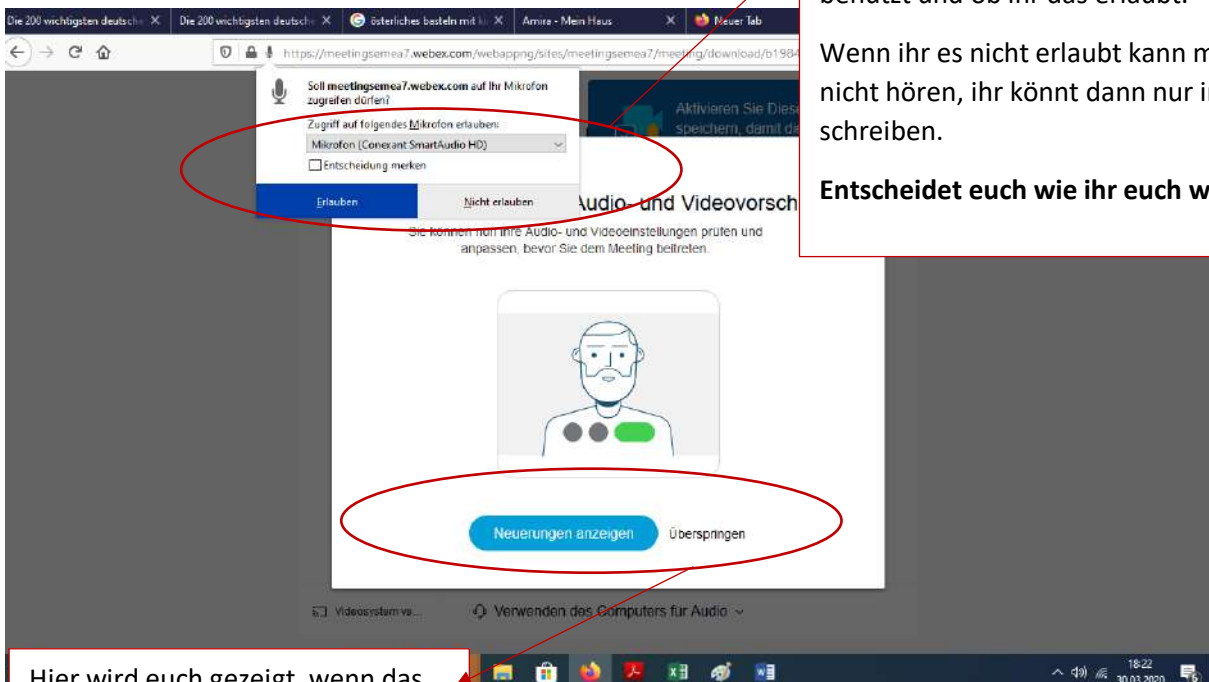 benutzt und ob ihr das erlaubt.
Die 200 wichtigsten deutsche
Die 200 wichtigsten deutsche
österliches basteln mit
Amira - Mein Haus
Neuer Tab
https://meetingsemea7.webex.com/webappng/sites/meetingsemea7/meeting/download/b1984
Wenn ihr es nicht erlaubt kann
nicht hören, ihr könnt dann nur
schreiben.
Entscheidet euch wie ihr euch
Soll meetingsemea7.webex.com auf Ihr Mikrofon
zugreifen dürfen?
Zugriff auf folgendes Mikrofon erlauben:
Mikrofon (Conexant SmartAudio HD)
Entscheidung merken
Erlauben
Nicht erlauben
Aktivieren Sie
speichern, damit
Audio- und
Sie können nun Ihre Audio- und Videoeinstellungen prüfen und
anpassen, bevor Sie dem Meeting beitreten.
Neuerungen anzeigen
Überspringen
Videosystem
Verwenden des Computers für Audio
Hier wird euch gezeigt, wenn das
18:22
30.03.2020